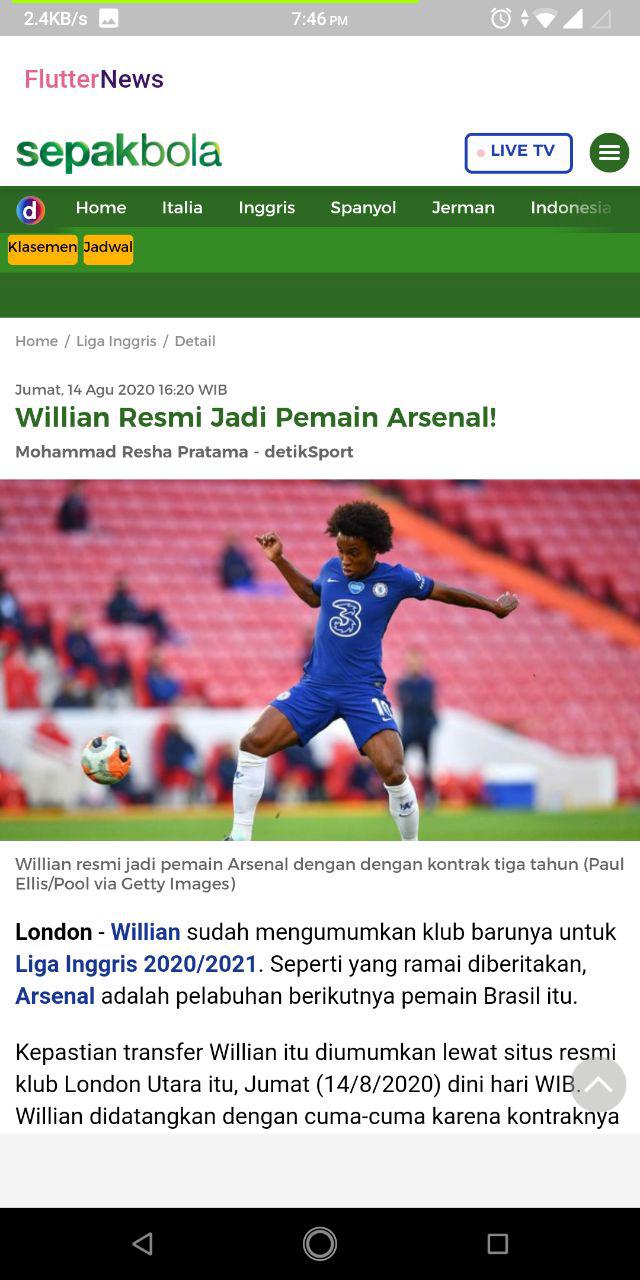 2.4KB/s
7:46 PM
FlutterNews
sepakbola
LIVE TV
d
Home Italia Inggris Spanyol Jerman Indonesia
Klasemen Jadwal
Home / Liga Inggris / Detail
Jumat, 14 Agu 2020 16:20 WIB
Willian Resmi Jadi Pemain Arsenal!
Mohammad Resha Pratama - detikSport
3
10
Willian resmi jadi pemain Arsenal dengan dengan kontrak tiga tahun (Paul
Ellis/Pool via Getty Images)
London - Willian sudah mengumumkan klub barunya untuk
Liga Inggris 2020/2021. Seperti yang ramai diberitakan,
Arsenal adalah pelabuhan berikutnya pemain Brasil itu.
Kepastian transfer Willian itu diumumkan lewat situs resmi
klub London Utara itu, Jumat (14/8/2020) dini hari WIB.
Willian didatangkan dengan cuma-cuma karena kontraknya